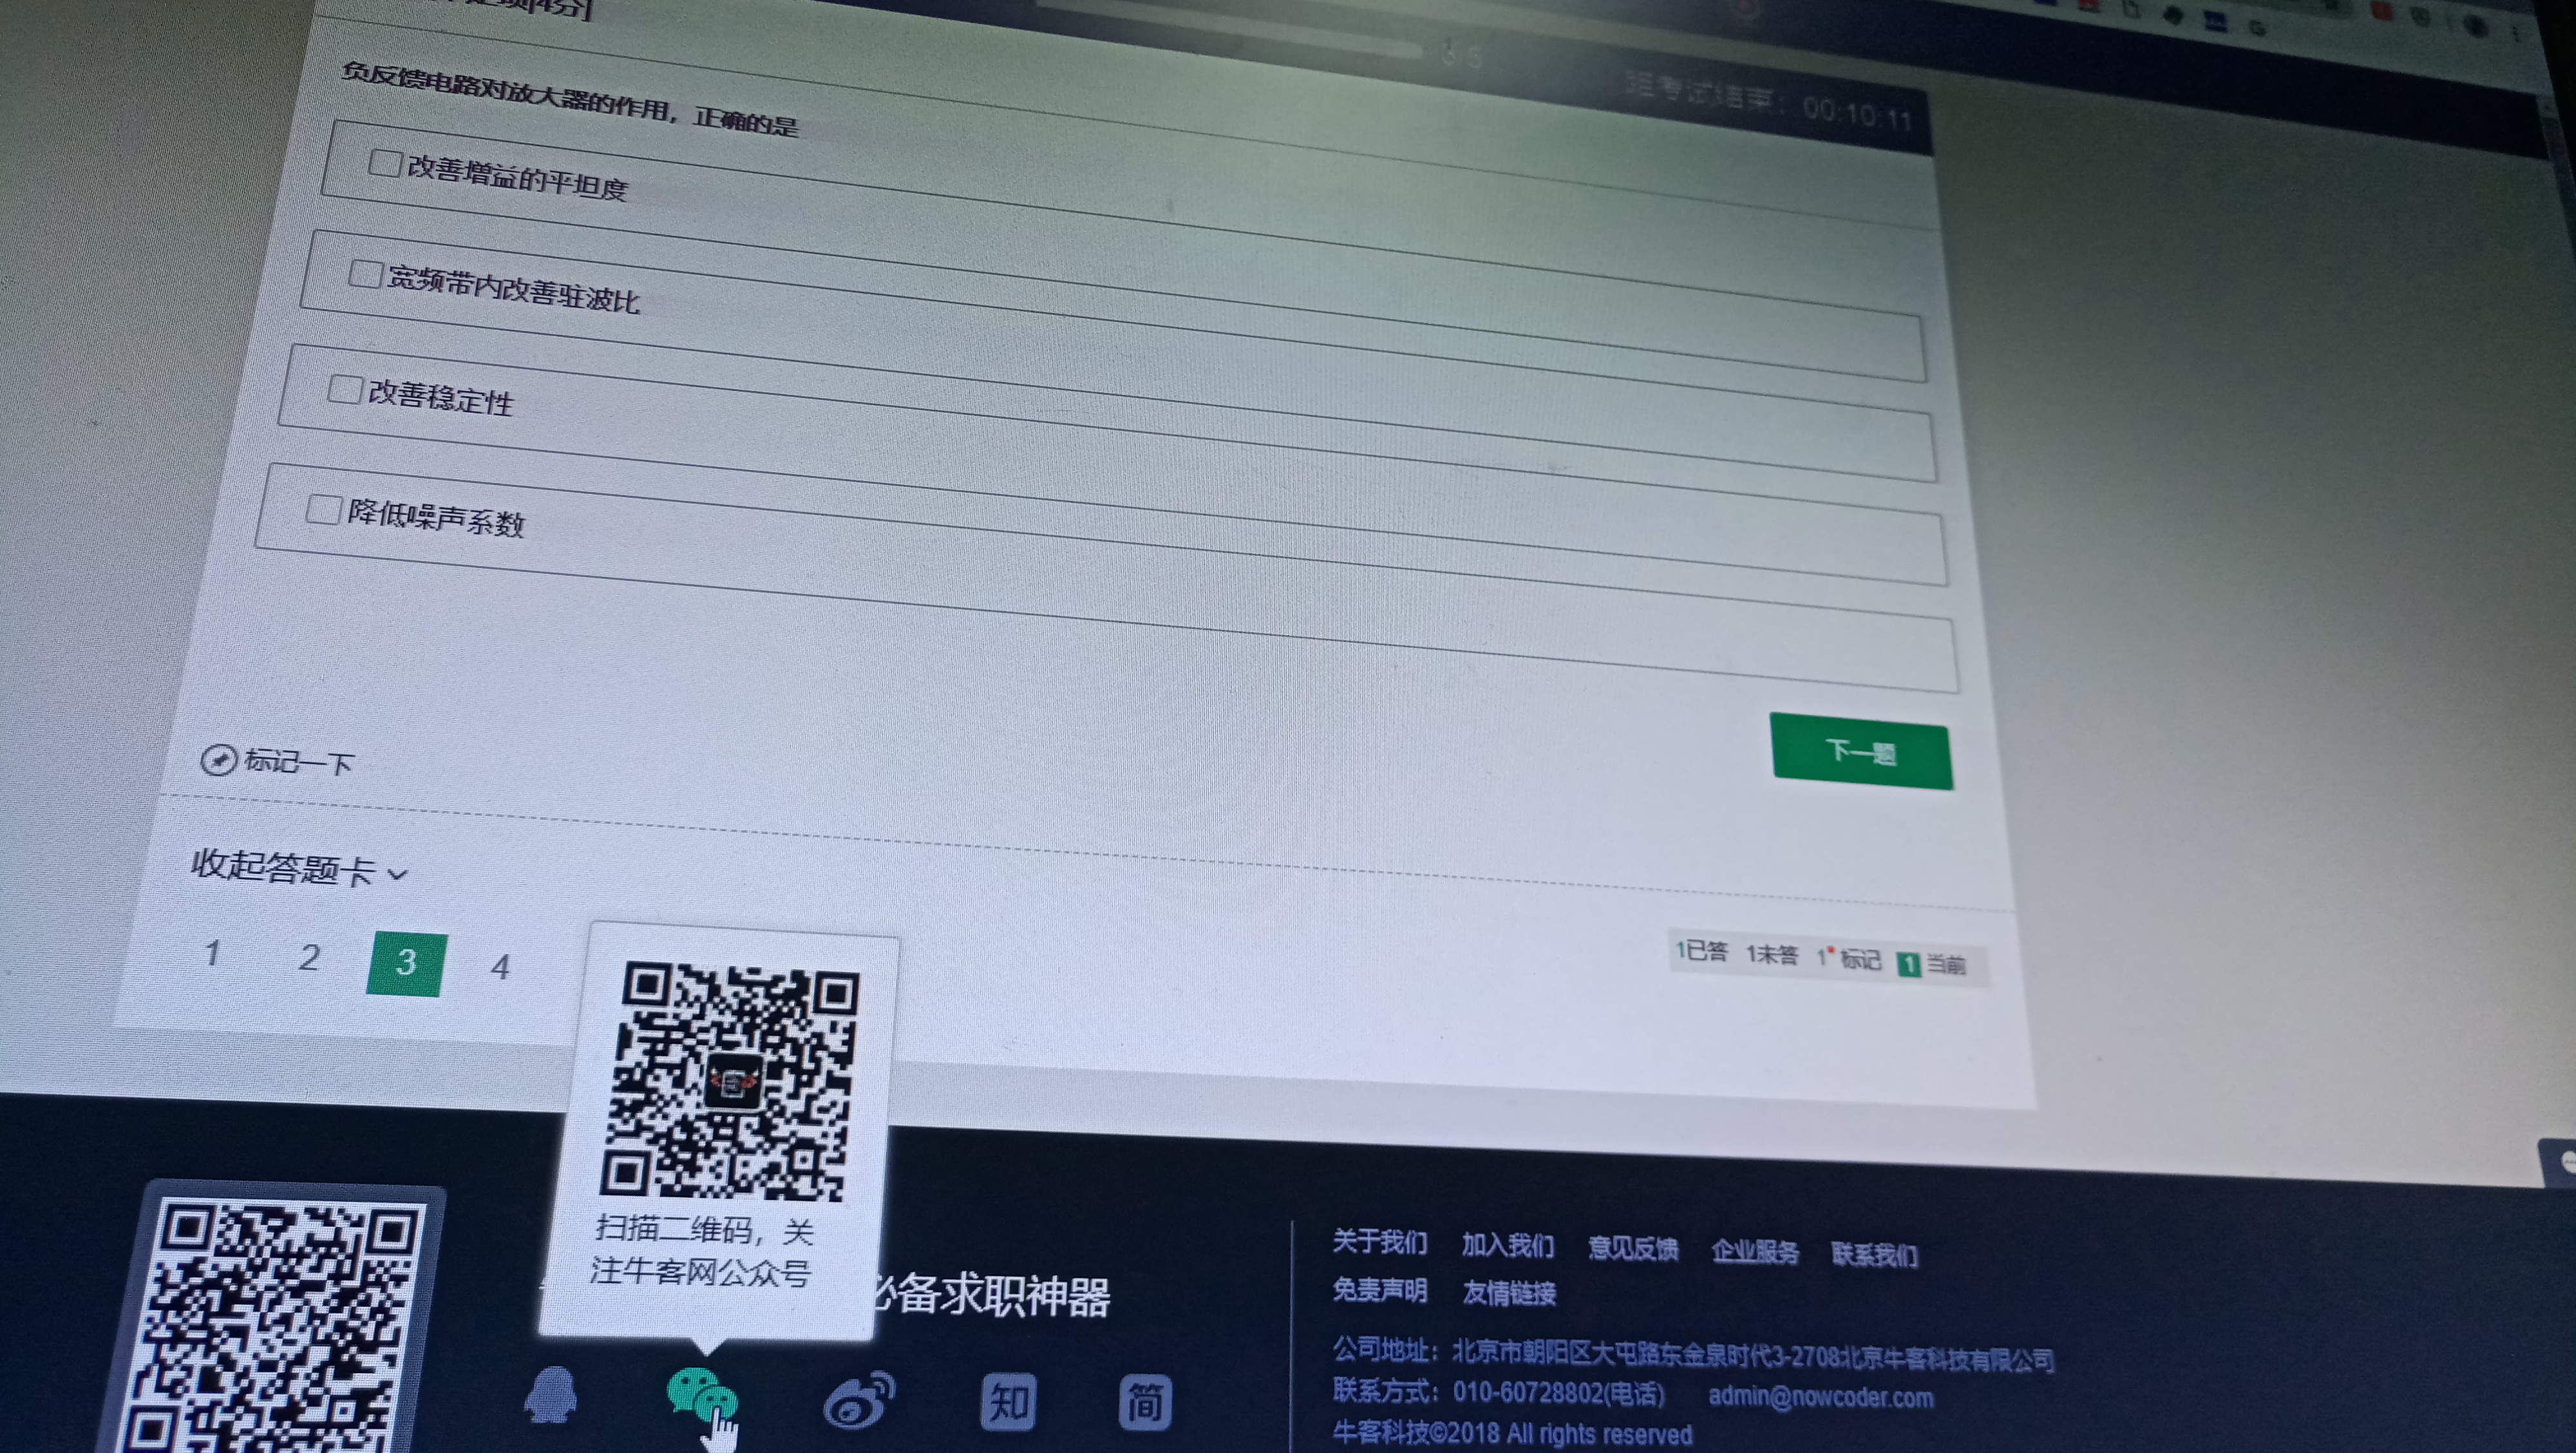 [4分]
3/5
距考试结束：00:10:11
负反馈电路对放大器的作用，正确的是
改善增益的平坦度
宽频带内改善驻波比
改善稳定性
降低噪声系数
下一题
标记一下
收起答题卡
1 2 3 4
1已答 1未答 1标记 1当前
扫描二维码，关
注牛客网公众号
必备求职神器
知 简
关于我们 加入我们 意见反馈 企业服务 联系我们
免责声明 友情链接
公司地址：北京市朝阳区大屯路东金泉时代3-2708北京牛客科技有限公司
联系方式：010-60728802(电话) admin@nowcoder.com
牛客科技©2018 All rights reserved